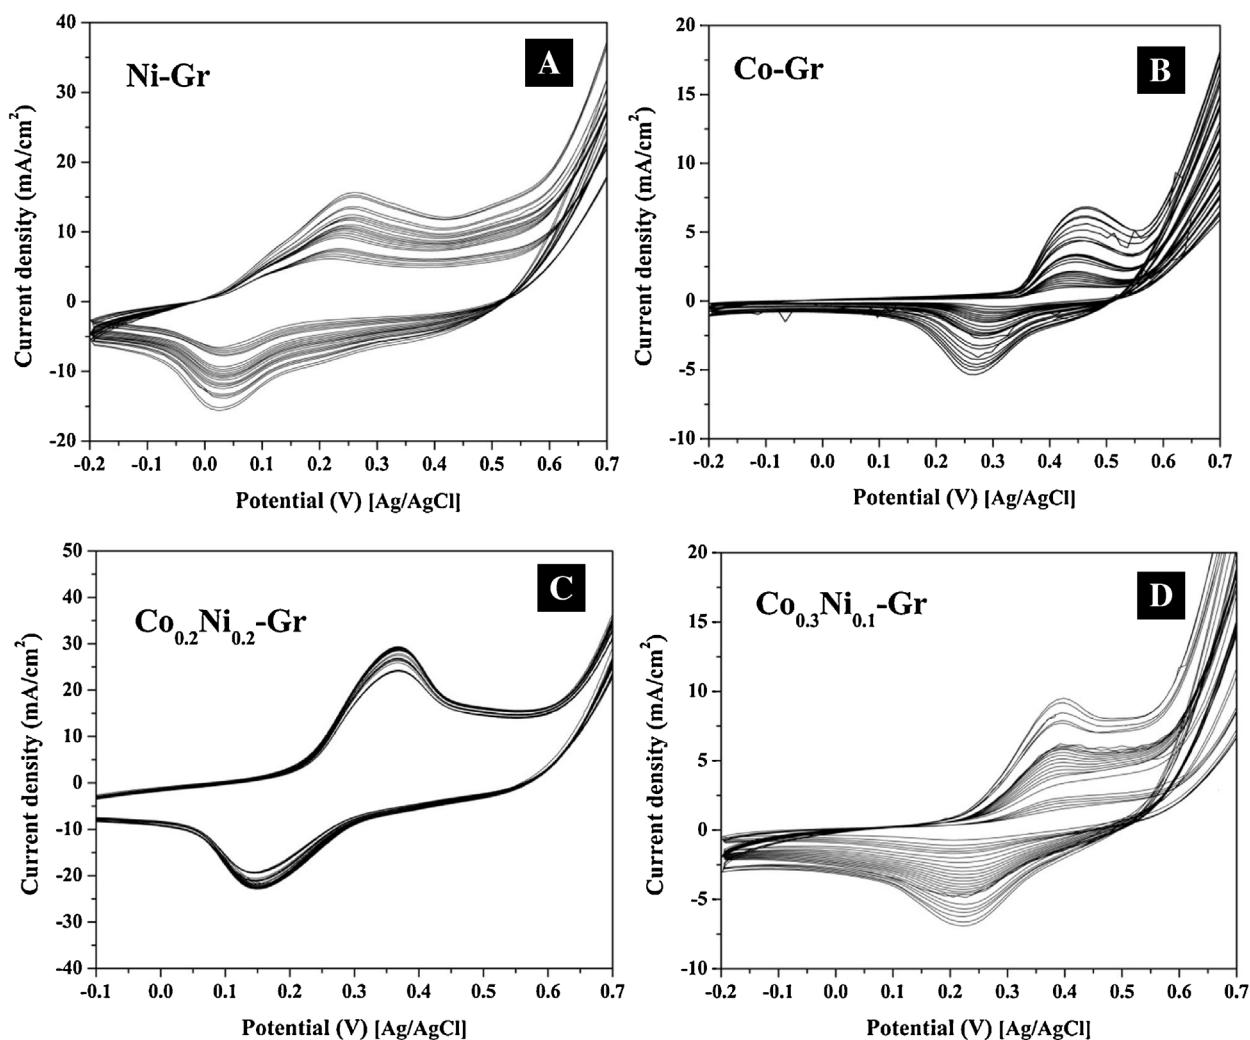 A
Ni-Gr
Current density (mA/cm²)
40
30
20
10
0
-10
-20
-0.2 -0.1 0.0 0.1 0.2 0.3 0.4 0.5 0.6 0.7
Potential (V) [Ag/AgCl]
B
Co-Gr
Current density (mA/cm²)
20
15
10
5
0
-5
-10
-0.2 -0.1 0.0 0.1 0.2 0.3 0.4 0.5 0.6 0.7
Potential (V) [Ag/AgCl]
C
Co₀.₂Ni₀.₂-Gr
Current density (mA/cm²)
50
40
30
20
10
0
-10
-20
-30
-40
-0.1 0.0 0.1 0.2 0.3 0.4 0.5 0.6 0.7
Potential (V) [Ag/AgCl]
D
Co₀.₃Ni₀.₁-Gr
Current density (mA/cm²)
20
15
10
5
0
-5
-10
-0.2 -0.1 0.0 0.1 0.2 0.3 0.4 0.5 0.6 0.7
Potential (V) [Ag/AgCl]